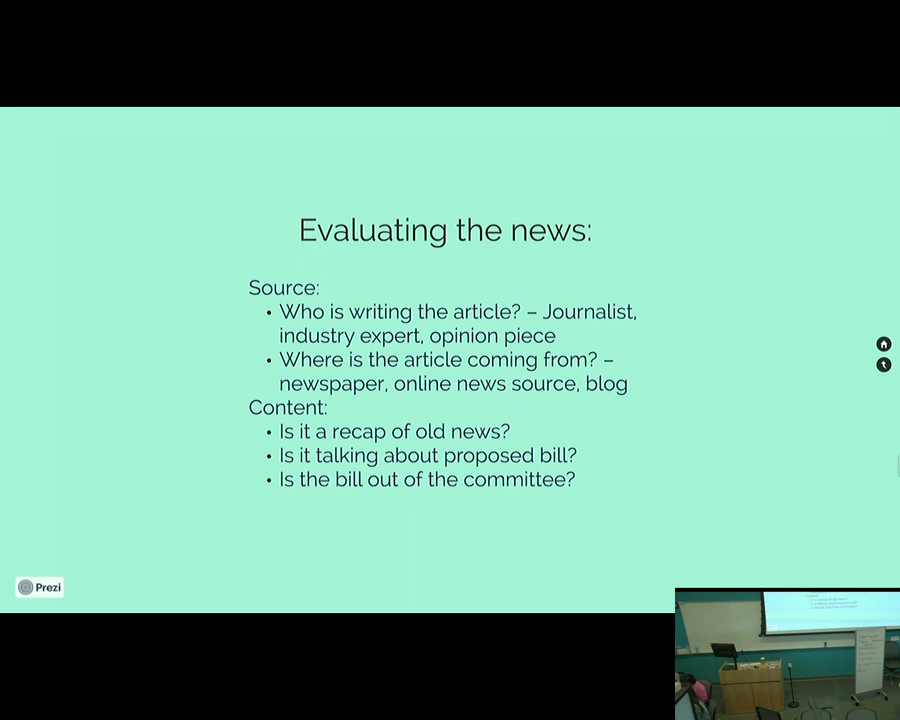 Evaluating the news:
Source:
• Who is writing the article? – Journalist,
industry expert, opinion piece
• Where is the article coming from? –
newspaper, online news source, blog
Content:
• Is it a recap of old news?
• Is it talking about proposed bill?
• Is the bill out of the committee?
Prezi